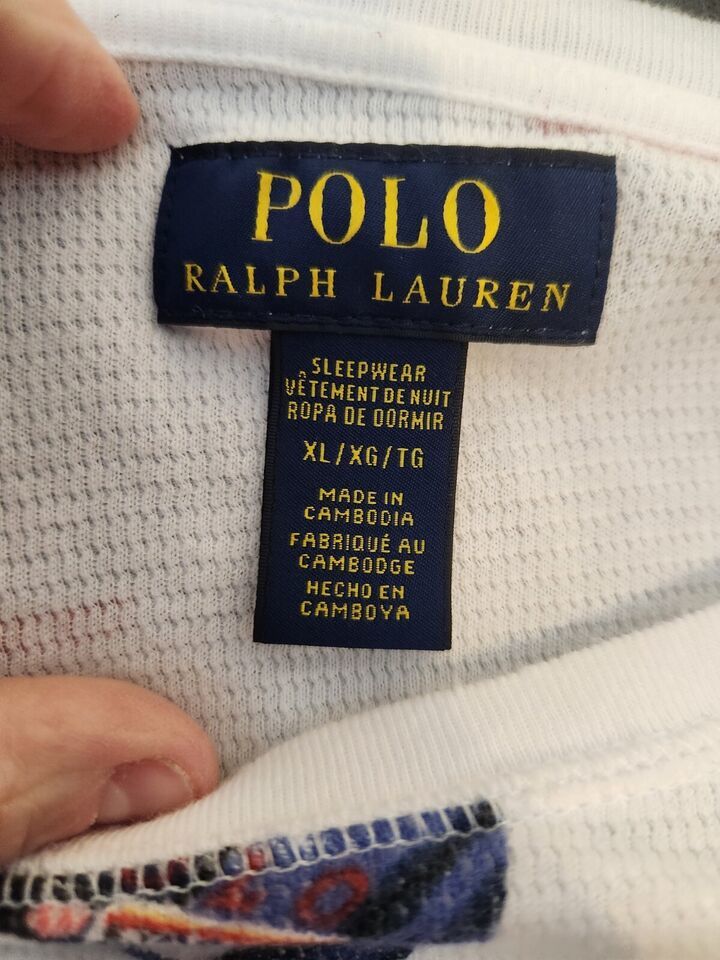 POLO
RALPH LAUREN
SLEEPWEAR
VÊTEMENT DE NUIT
ROPA DE DORMIR
XL/XG/TG
MADE IN
CAMBODIA
FABRIQUÉ AU
CAMBODGE
HECHO EN
CAMBOYA